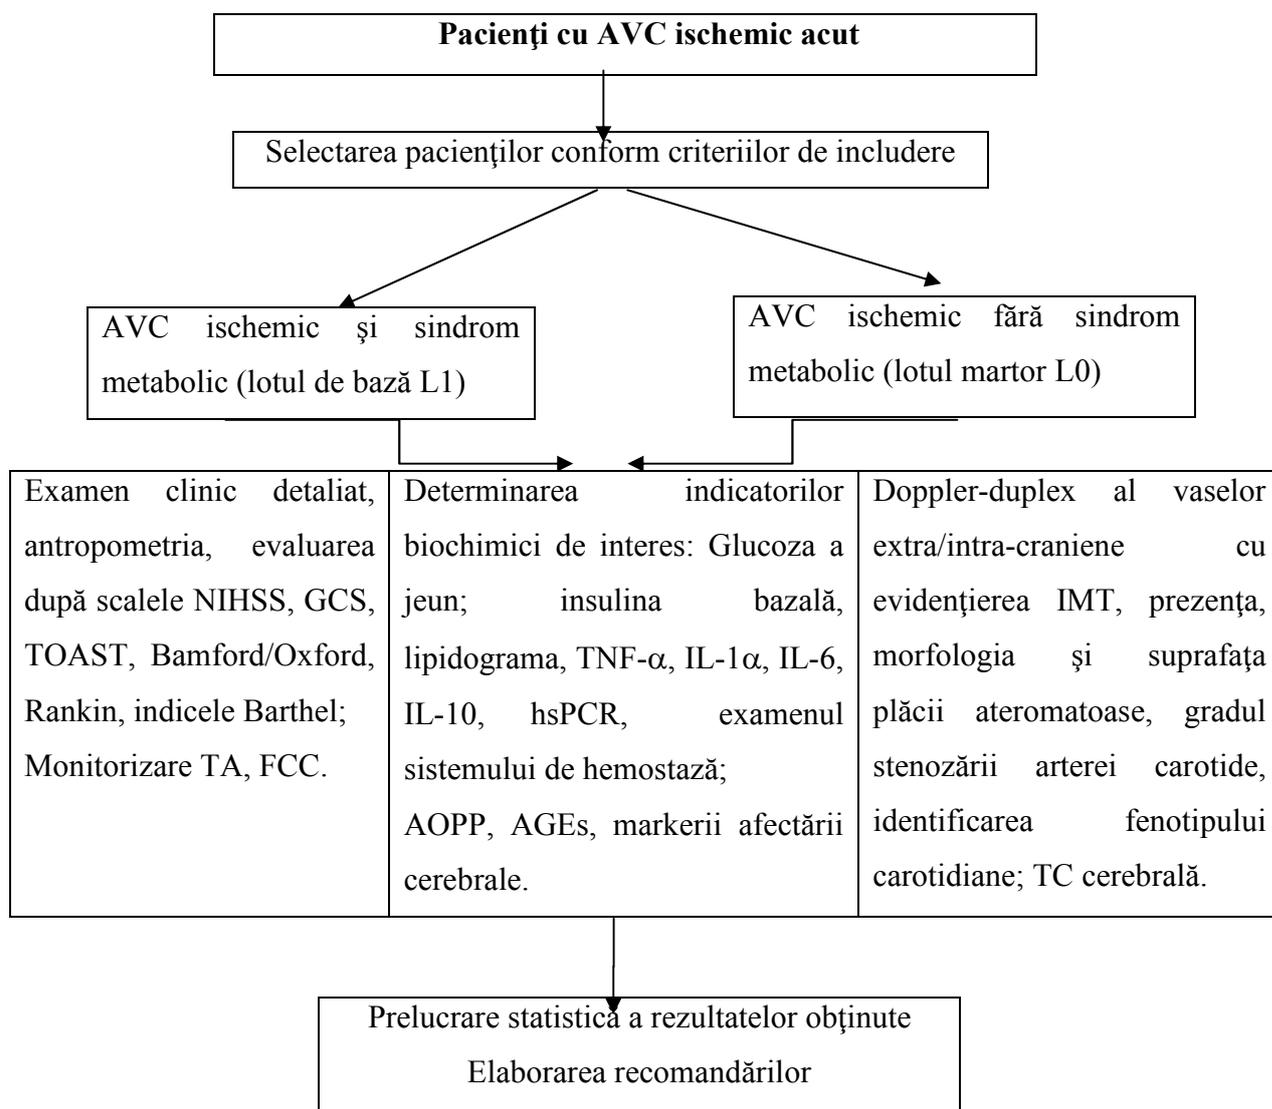 Pacienţi cu AVC ischemic acut
Selectarea pacienţilor conform criteriilor de includere
AVC ischemic şi sindrom
metabolic (lotul de bază L1)
AVC ischemic fără sindrom
metabolic (lotul martor L0)
Examen clinic detaliat,
antropometria, evaluarea
după scalele NIHSS, GCS,
TOAST, Bamford/Oxford,
Rankin, indicele Barthel;
Monitorizare TA, FCC.
Determinarea indicatorilor
biochimici de interes: Glucoza a
jeun; insulina bazală,
lipidograma, TNF-α, IL-1α, IL-6,
IL-10, hsPCR, examenul
sistemului de hemostază;
AOPP, AGEs, markerii afectării
cerebrale.
Doppler-duplex al vaselor
extra/intra-craniene cu
evidenţierea IMT, prezenţa,
morfologia şi suprafaţa
plăcii ateromatoase, gradul
stenozării arterei carotide,
identificarea fenotipului
carotidiane; TC cerebrală.
Prelucrare statistică a rezultatelor obţinute
Elaborarea recomandărilor